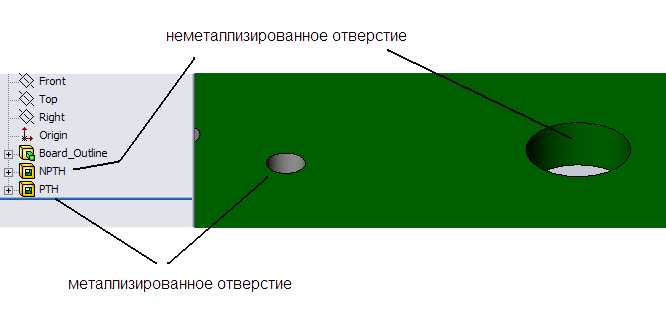 неметаллизированное отверстие
Front
Top
Right
Origin
Board_Outline
NPTH
PTH
металлизированное отверстие